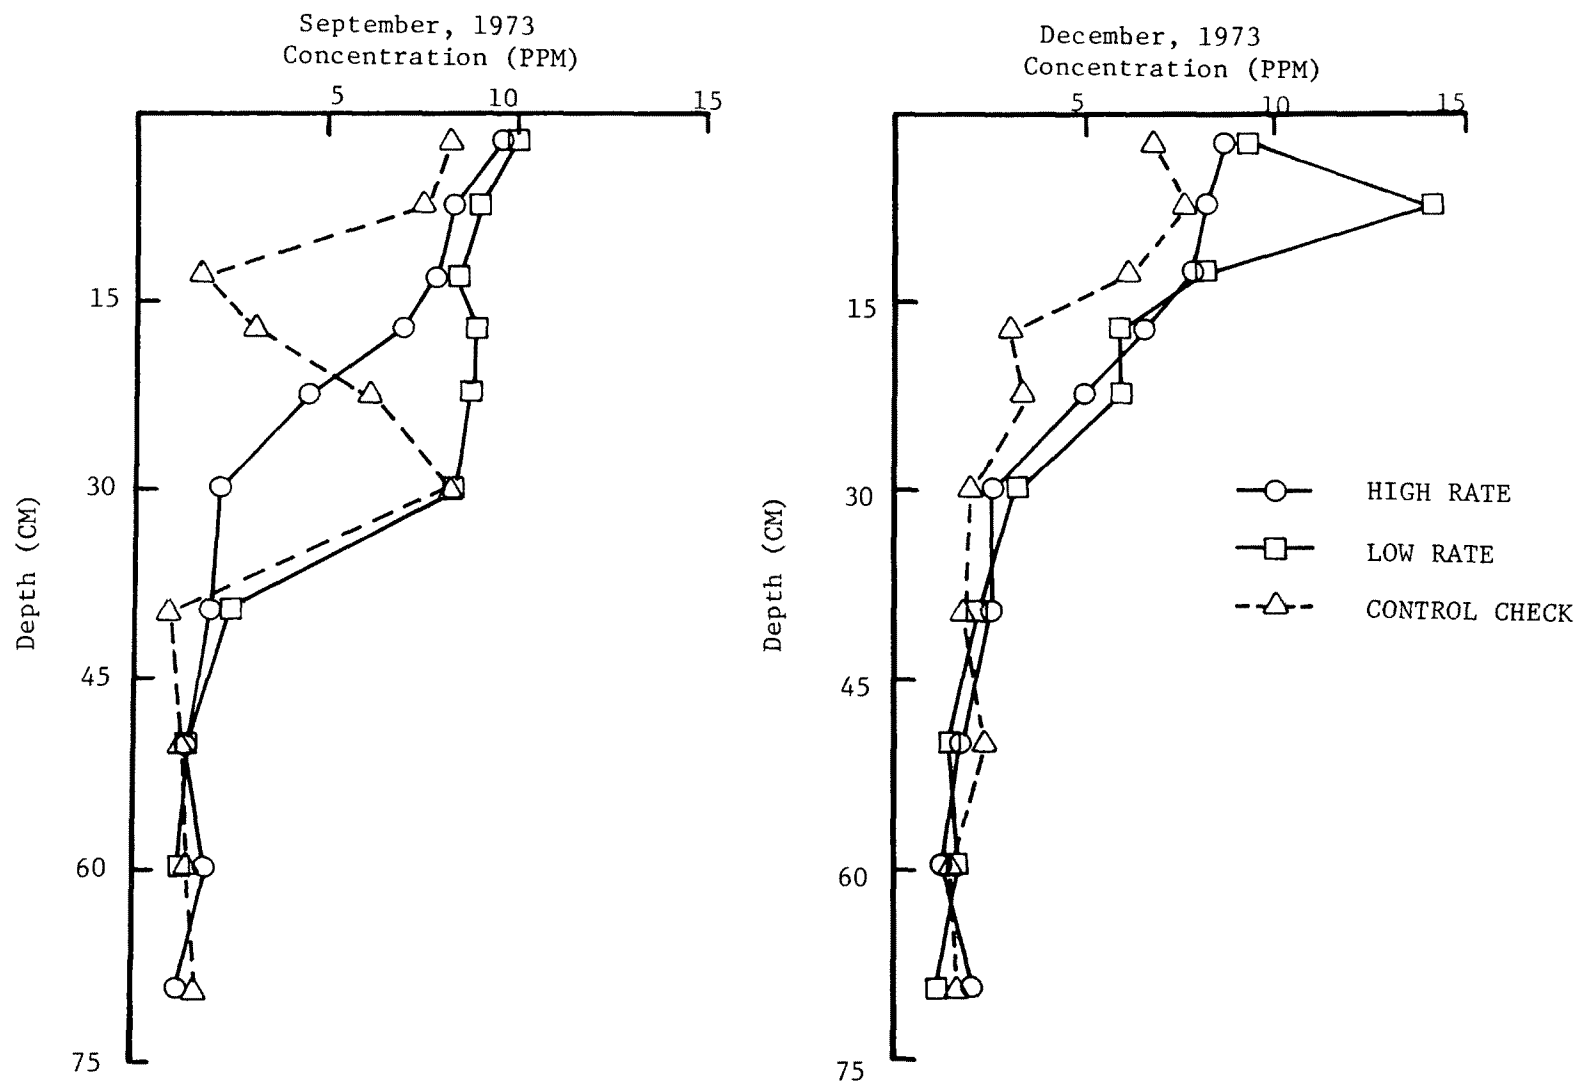 September, 1973
Concentration (PPM)
5 10 15
15
30
45
60
75
Depth (CM)
December, 1973
Concentration (PPM)
5 10 15
15
30
45
60
75
Depth (CM)
HIGH RATE
LOW RATE
CONTROL CHECK